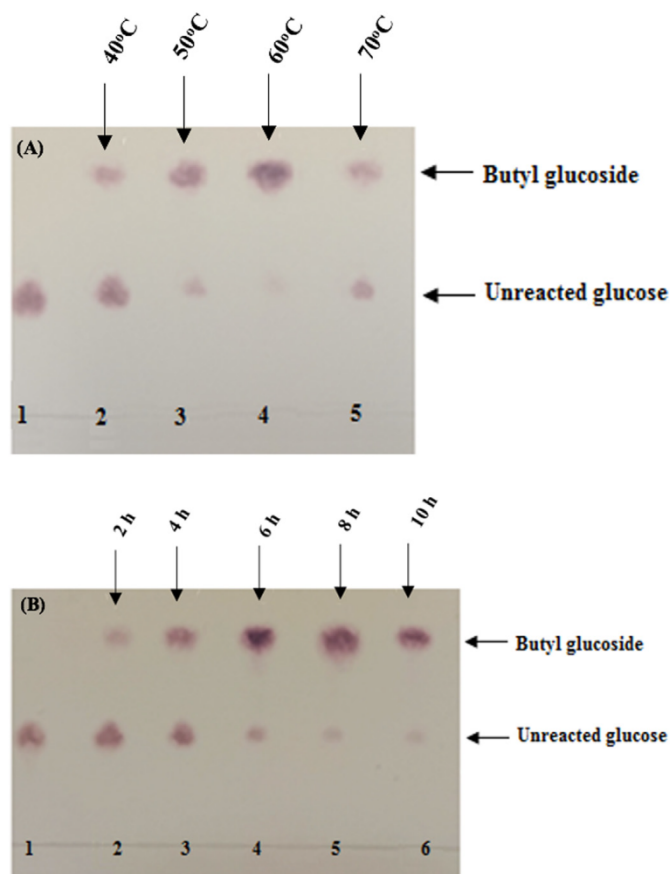 40°C 50°C 60°C 70°C
(A)
Butyl glucoside
Unreacted glucose
1 2 3 4 5
2 h 4 h 6 h 8 h 10 h
(B)
Butyl glucoside
Unreacted glucose
1 2 3 4 5 6